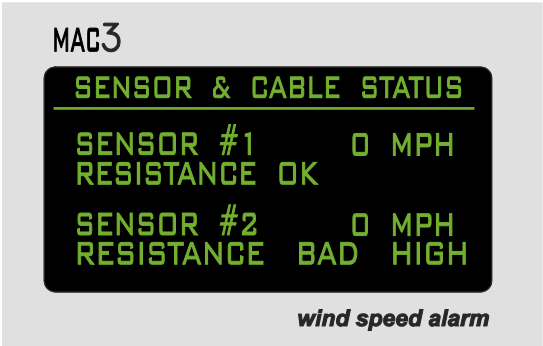 MAC3
SENSOR & CABLE STATUS
SENSOR #1 0 MPH
RESISTANCE OK
SENSOR #2 0 MPH
RESISTANCE BAD HIGH
wind speed alarm